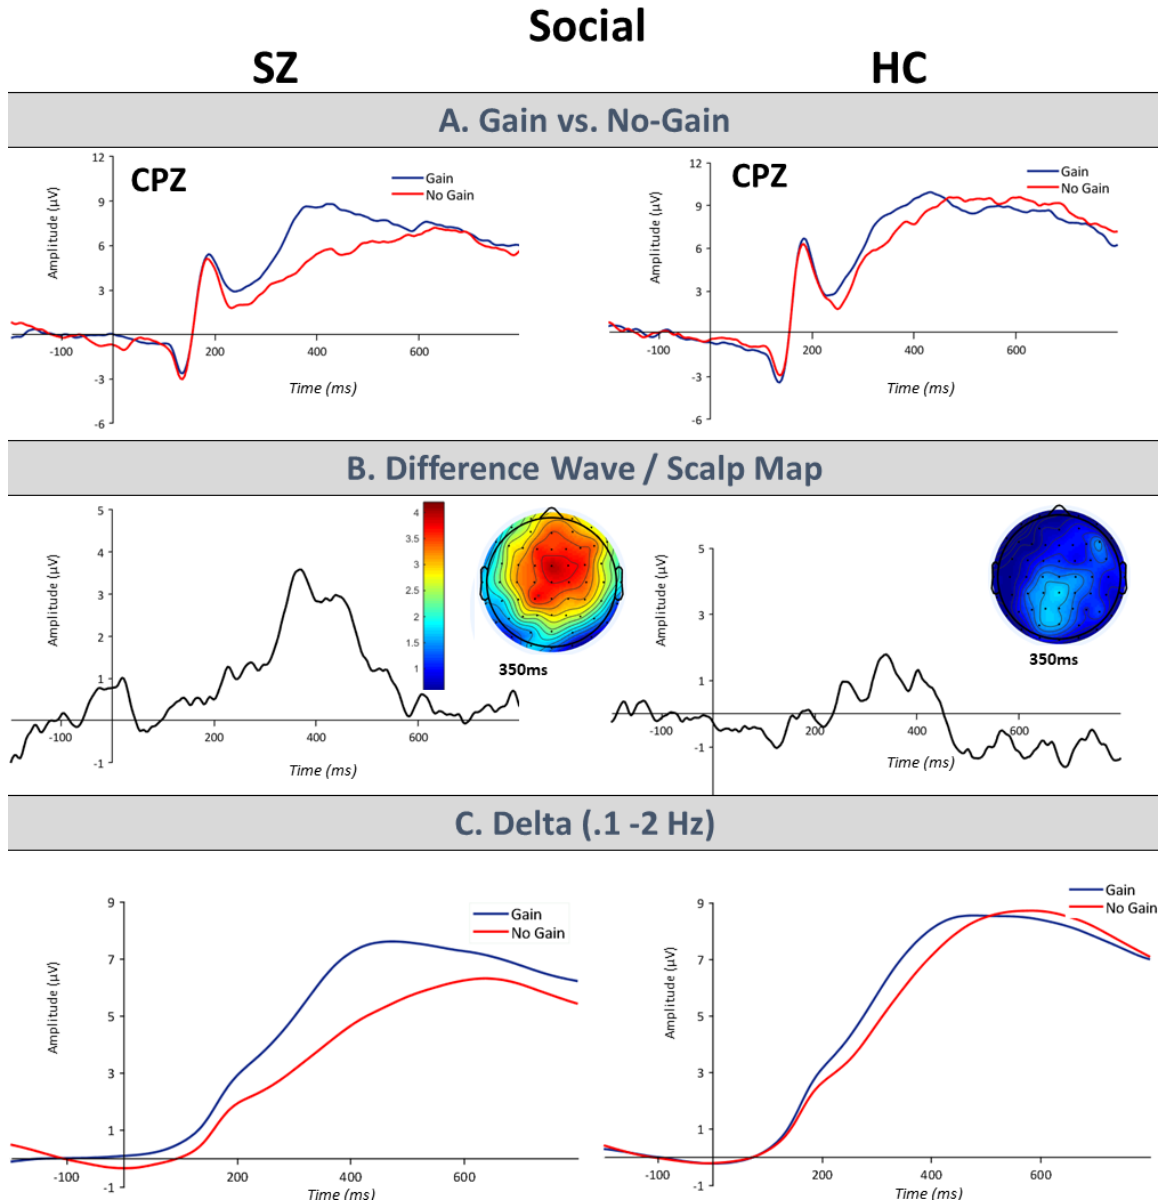 Social
SZ HC
A. Gain vs. No-Gain
CPZ
Gain
No Gain
Amplitude (µV)
12
9
6
3
-3
-6
-100 200 400 600
Time (ms)
CPZ
Gain
No Gain
Amplitude (µV)
12
9
6
3
-3
-6
-100 200 400 600
Time (ms)
B. Difference Wave / Scalp Map
Amplitude (µV)
5
4
3
2
1
-1
-100 200 400 600
Time (ms)
4
3.5
3
2.5
2
1.5
1
350ms
Amplitude (µV)
5
3
1
-1
-100 200 400 600
Time (ms)
350ms
C. Delta (.1 -2 Hz)
Gain
No Gain
Amplitude (µV)
9
7
5
3
1
-1
-100 200 400 600
Time (ms)
Gain
No Gain
Amplitude (µV)
9
7
5
3
1
-1
-100 200 400 600
Time (ms)